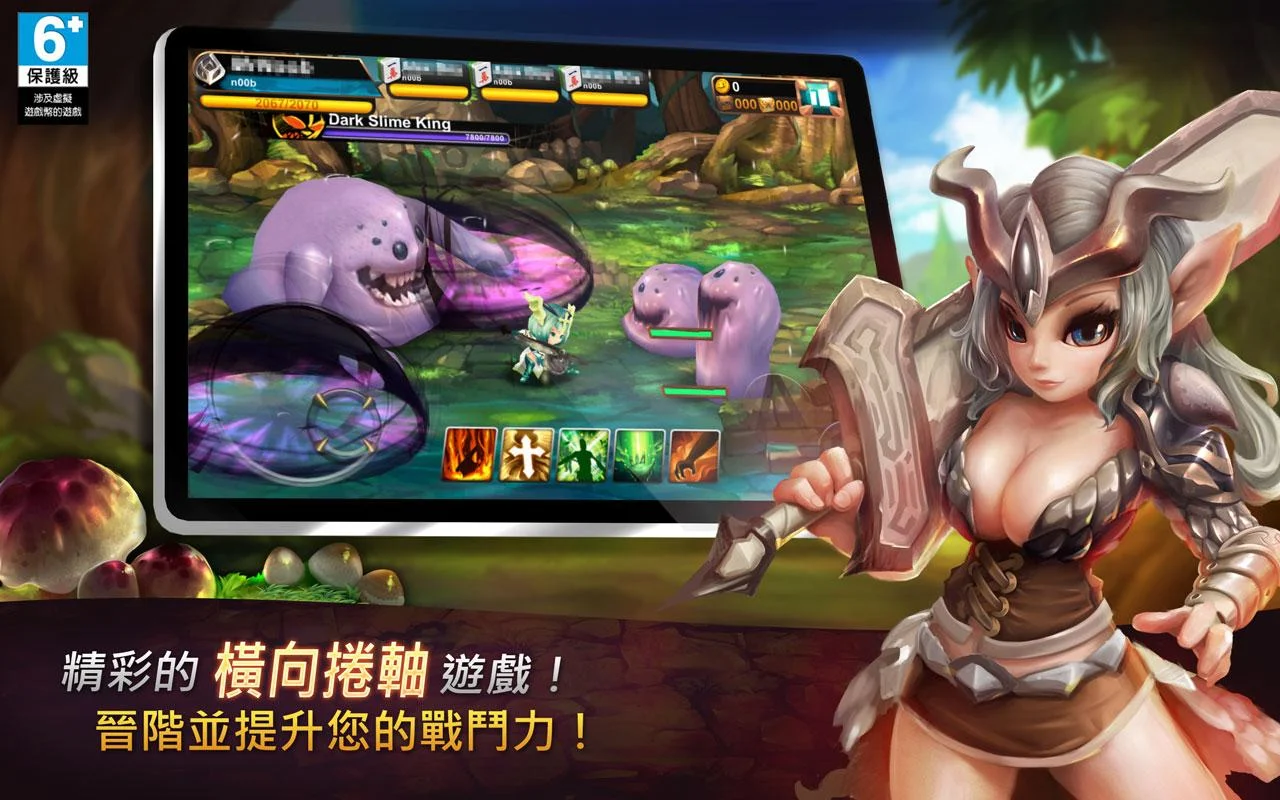 6+
保護級
涉及虛擬
遊戲幣的遊戲
n00b
n00b
n00b
n00b
0
000 000
2067/2070
Dark Slime King
7800/7800
精彩的 橫向捲軸 遊戲！
晉階並提升您的戰鬥力！